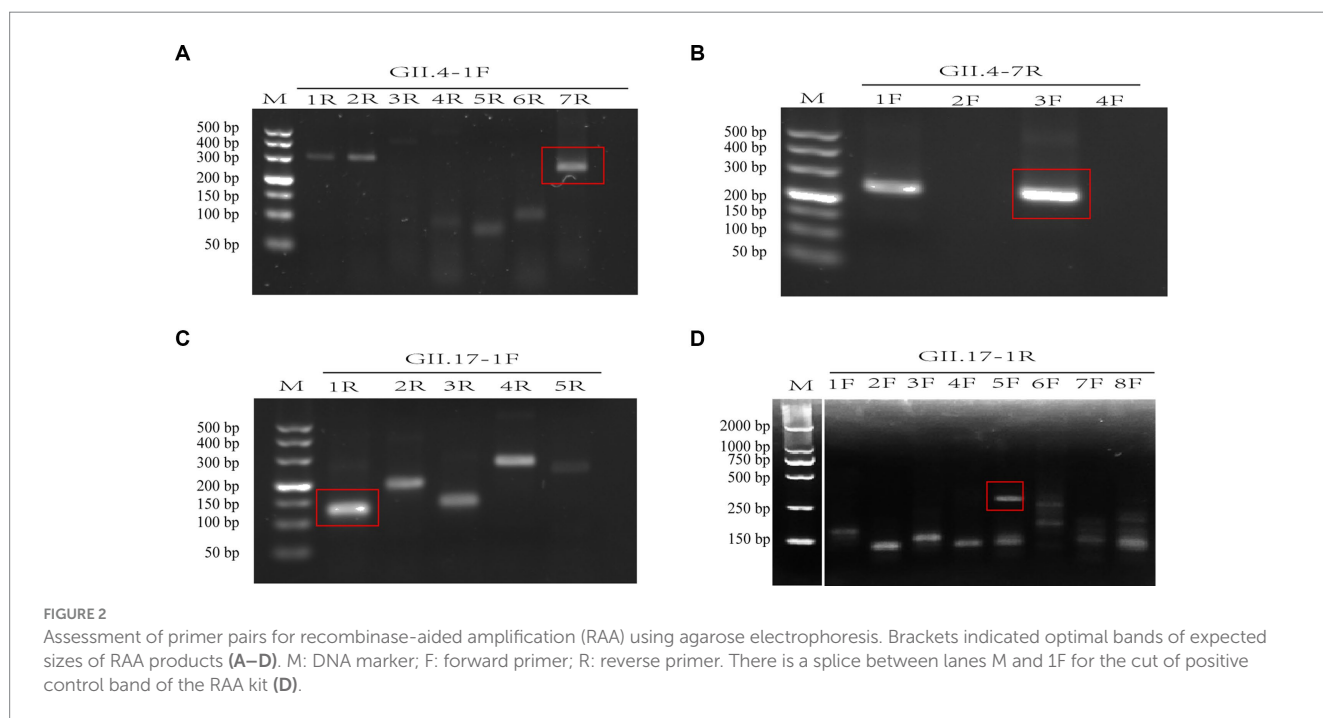 A
GII.4-1F
M 1R 2R 3R 4R 5R 6R 7R
500 bp
400 bp
300 bp
200 bp
150 bp
100 bp
50 bp
B
GII.4-7R
M 1F 2F 3F 4F
500 bp
400 bp
300 bp
200 bp
150 bp
100 bp
50 bp
C
GII.17-1F
M 1R 2R 3R 4R 5R
500 bp
400 bp
300 bp
200 bp
150 bp
100 bp
50 bp
D
GII.17-1R
M 1F 2F 3F 4F 5F 6F 7F 8F
2000 bp
1000 bp
750 bp
500 bp
250 bp
150 bp
FIGURE 2
Assessment of primer pairs for recombinase-aided amplification (RAA) using agarose electrophoresis. Brackets indicated optimal bands of expected
sizes of RAA products (A–D). M: DNA marker; F: forward primer; R: reverse primer. There is a splice between lanes M and 1F for the cut of positive
control band of the RAA kit (D).